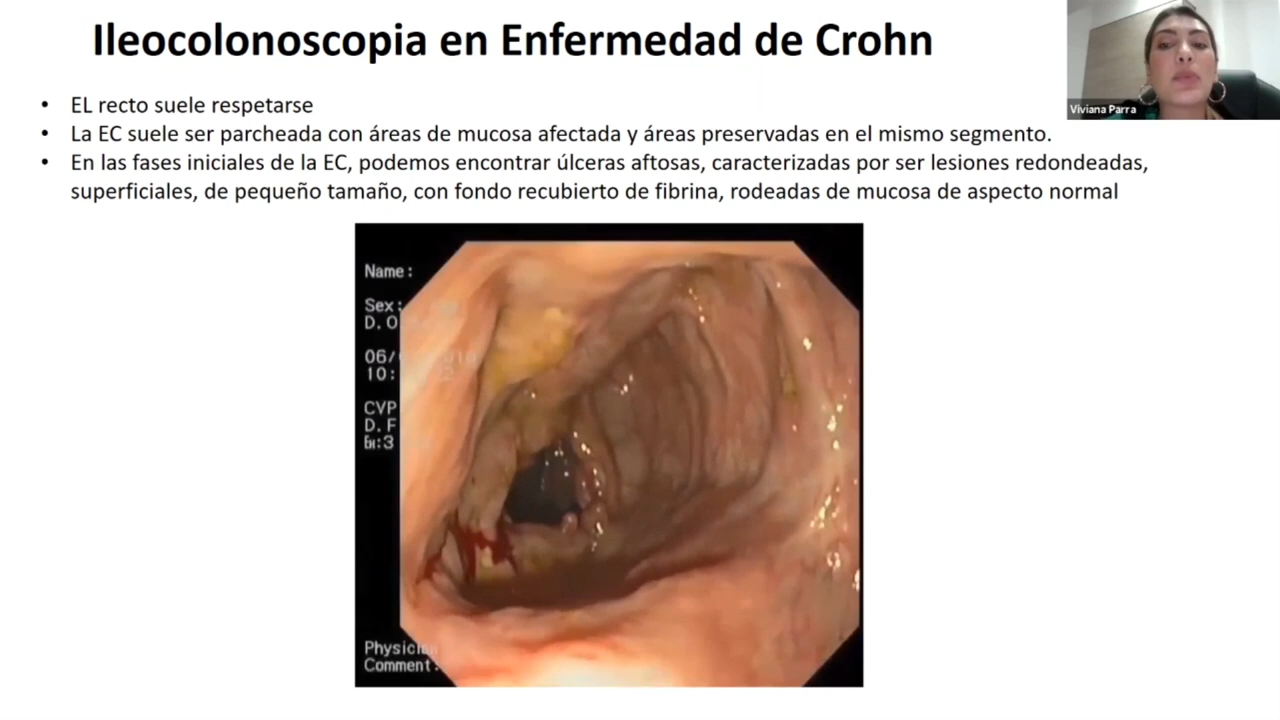 Ileocolonoscopia en Enfermedad de Crohn
Viviana Parra
• EL recto suele respetarse
• La EC suele ser parcheada con áreas de mucosa afectada y áreas preservadas en el mismo segmento.
• En las fases iniciales de la EC, podemos encontrar úlceras aftosas, caracterizadas por ser lesiones redondeadas,
superficiales, de pequeño tamaño, con fondo recubierto de fibrina, rodeadas de mucosa de aspecto normal
Name:
Sex:
D.O
06/
10:
CVP
D.F
:3
Comment: